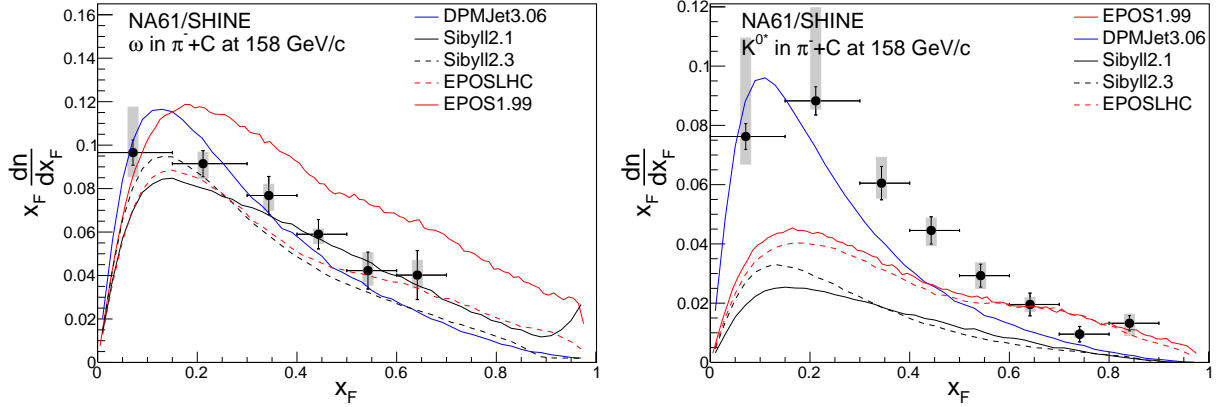 NA61/SHINE
ω in π⁻+C at 158 GeV/c
DPMJet3.06
Sibyll2.1
Sibyll2.3
EPOSLHC
EPOS1.99
x_F dn/dx_F
0.16
0.14
0.12
0.1
0.08
0.06
0.04
0.02
0
0 0.2 0.4 0.6 0.8 1
x_F
NA61/SHINE
K⁰* in π⁻+C at 158 GeV/c
EPOS1.99
DPMJet3.06
Sibyll2.1
Sibyll2.3
EPOSLHC
x_F dn/dx_F
0.12
0.1
0.08
0.06
0.04
0.02
0
0 0.2 0.4 0.6 0.8 1
x_F